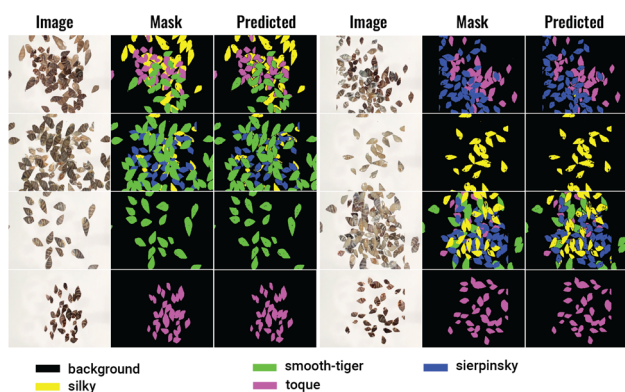 Image Mask Predicted Image Mask Predicted
background smooth-tiger sierpinsky
silky toque